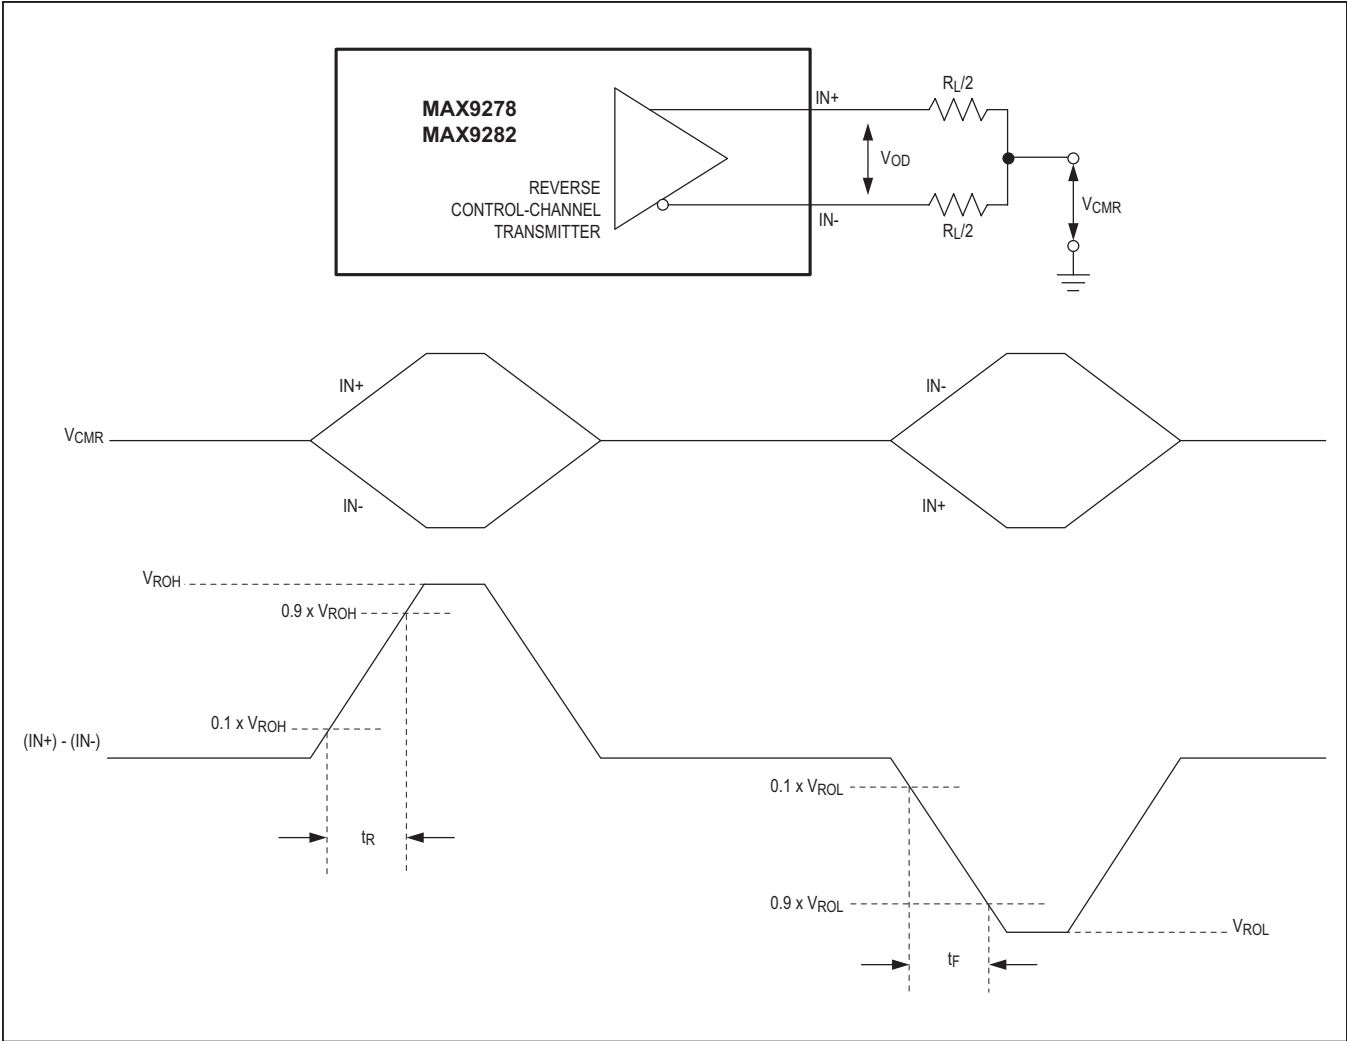 MAX9278
MAX9282
REVERSE
CONTROL-CHANNEL
TRANSMITTER
IN+
IN-
RL/2
VOD
RL/2
VCMR
VCMR
IN+
IN-
IN-
IN+
VROH
0.9 x VROH
0.1 x VROH
(IN+) - (IN-)
tR
0.1 x VROL
0.9 x VROL
VROL
tF